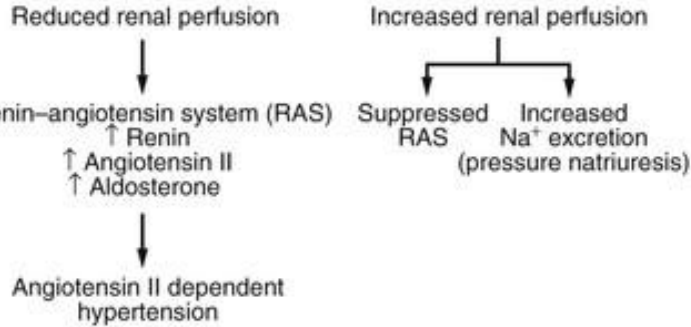 Reduced renal perfusion
enin–angiotensin system (RAS)
↑ Renin
↑ Angiotensin II
↑ Aldosterone
Angiotensin II dependent
hypertension
Increased renal perfusion
Suppressed
RAS
Increased
Na⁺ excretion
(pressure natriuresis)